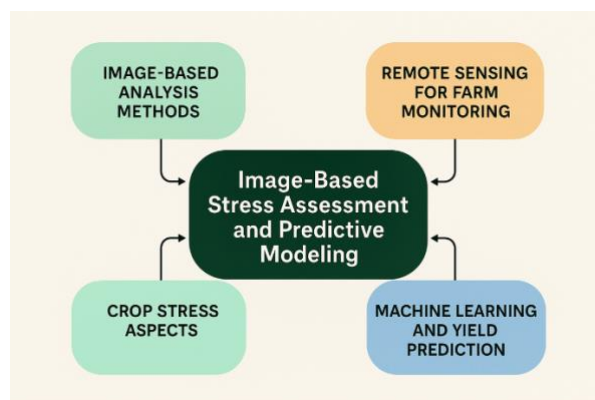 IMAGE-BASED
ANALYSIS
METHODS
REMOTE SENSING
FOR FARM
MONITORING
Image-Based
Stress Assessment
and Predictive
Modeling
CROP STRESS
ASPECTS
MACHINE LEARNING
AND YIELD
PREDICTION